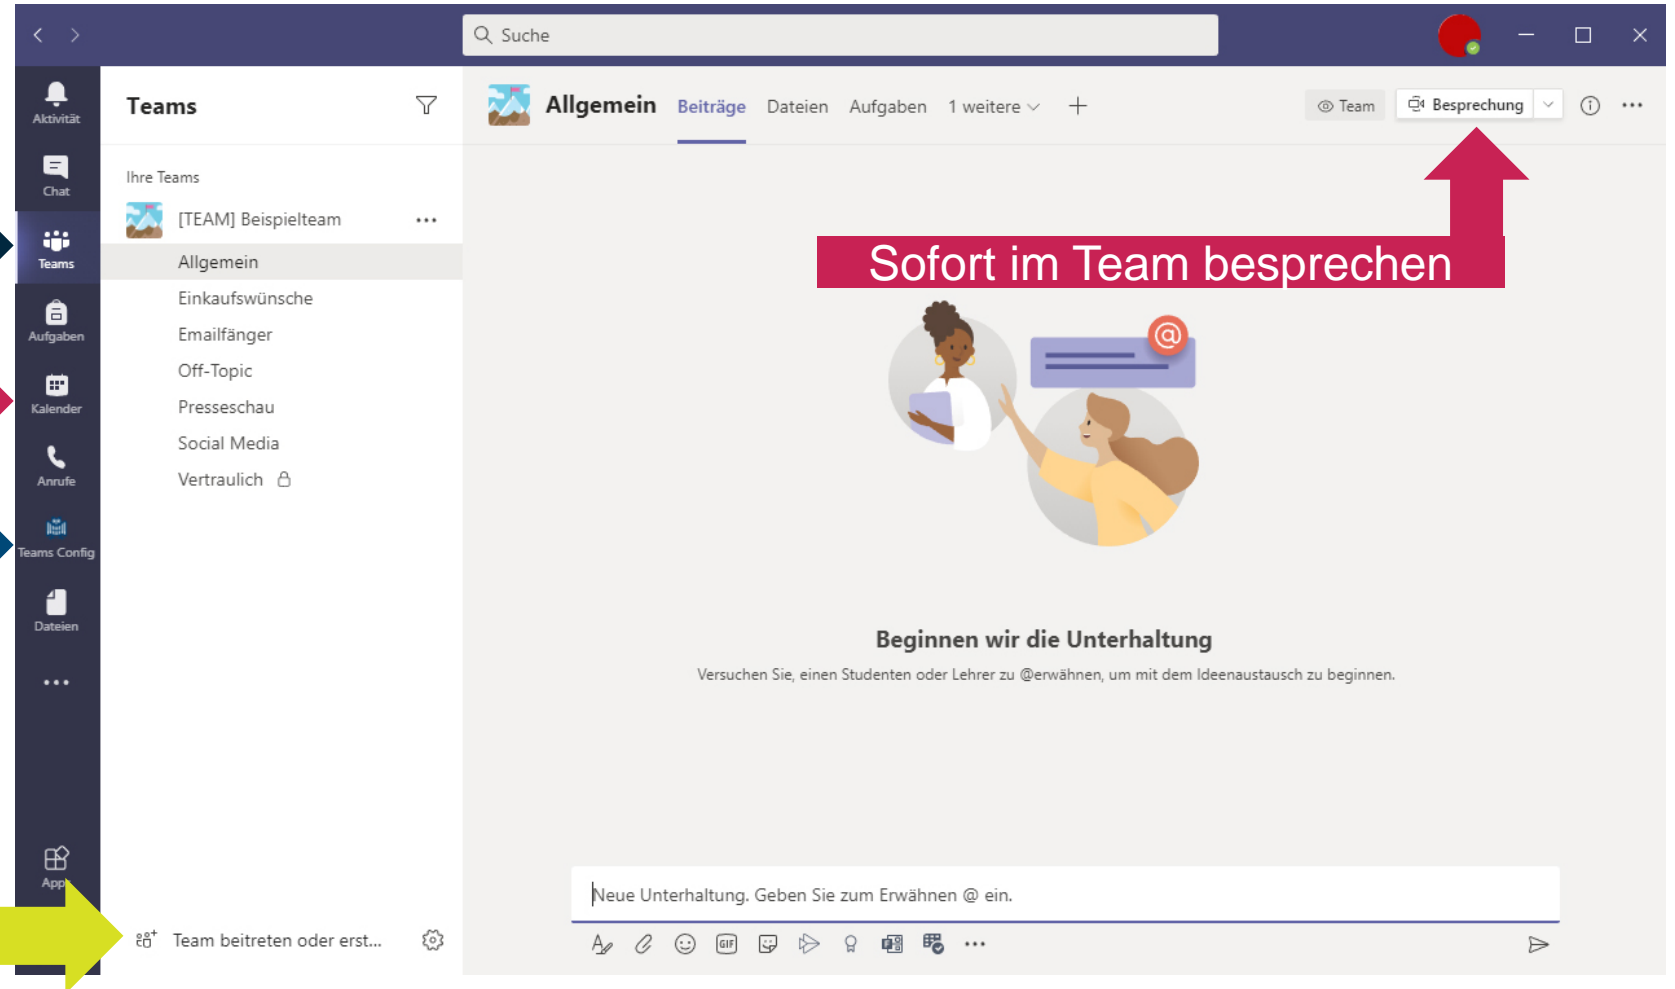 Suche
Aktivität
Chat
Teams
Aufgaben
Kalender
Anrufe
Teams Config
Dateien
Teams
Ihre Teams
[TEAM] Beispielteam
Allgemein
Einkaufswünsche
Emailfänger
Off-Topic
Presseschau
Social Media
Vertraulich
Team beitreten oder erst...
Allgemein Beiträge Dateien Aufgaben 1 weitere
Team Besprechung
Sofort im Team besprechen
@
Beginnen wir die Unterhaltung
Versuchen Sie, einen Studenten oder Lehrer zu @erwähnen, um mit dem Ideenaustausch zu beginnen.
Neue Unterhaltung. Geben Sie zum Erwähnen @ ein.
GIF